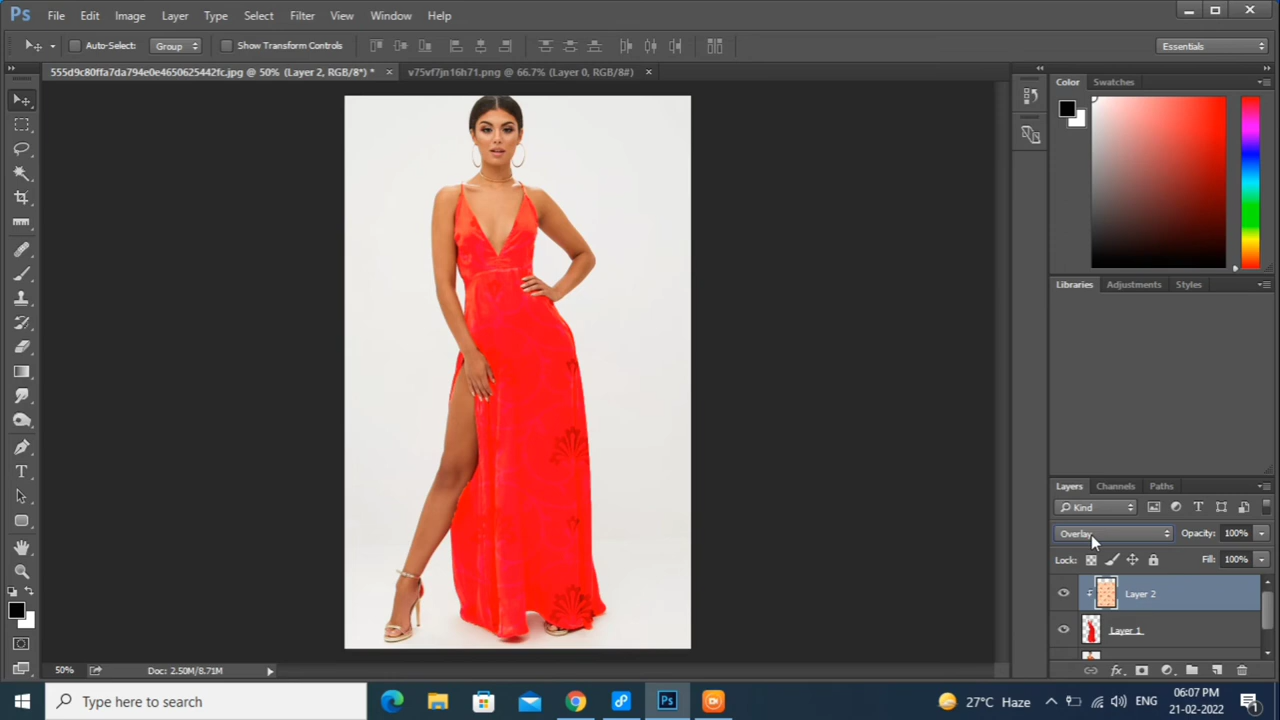 Ps File Edit Image Layer Type Select Filter View Window Help
Auto-Select: Group Show Transform Controls Essentials
555d9c80ffa7da794e0e4650625442fc.jpg @ 50% (Layer 2, RGB/8*) * × v75vf7jn16h71.png @ 66.7% (Layer 0, RGB/8#) ×
Color Swatches
Libraries Adjustments Styles
Layers Channels Paths
Kind
Overlay Opacity: 100%
Lock: Fill: 100%
Layer 2
Layer 1
50% Doc: 2.50M/8.71M
Type here to search
Ps
27°C Haze
ENG
06:07 PM
21-02-2022
1